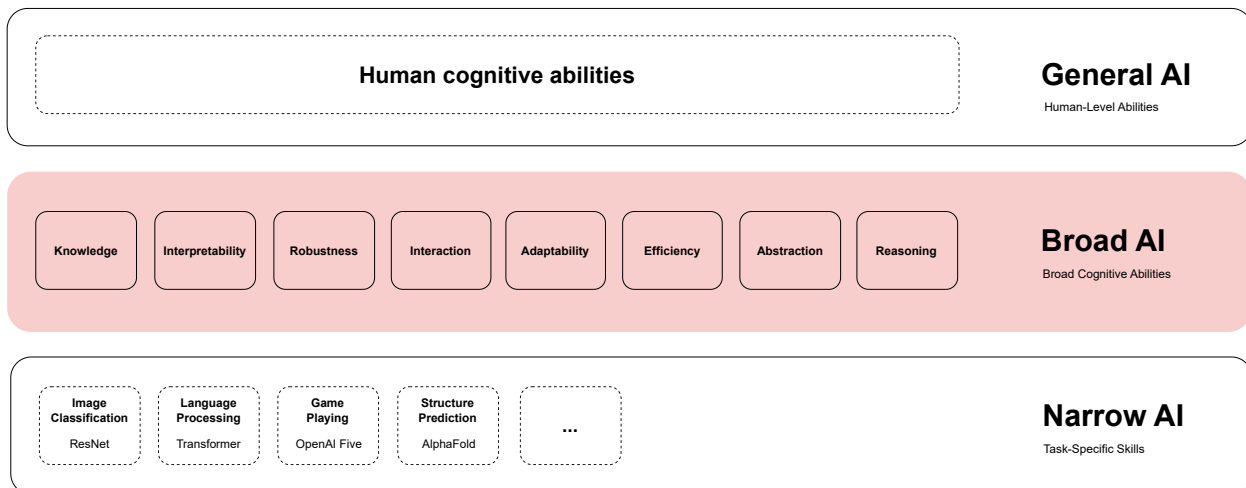 Human cognitive abilities
General AI
Human-Level Abilities
Knowledge
Interpretability
Robustness
Interaction
Adaptability
Efficiency
Abstraction
Reasoning
Broad AI
Broad Cognitive Abilities
Image
Classification
ResNet
Language
Processing
Transformer
Game
Playing
OpenAI Five
Structure
Prediction
AlphaFold
...
Narrow AI
Task-Specific Skills